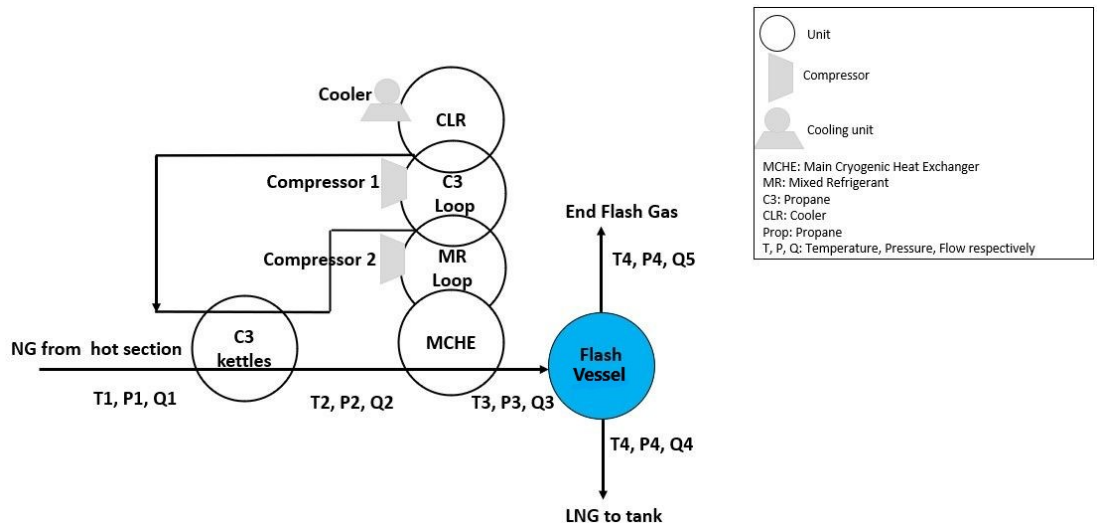 Cooler
CLR
Compressor 1
C3
Loop
Compressor 2
MR
Loop
End Flash Gas
T4, P4, Q5
NG from hot section
C3
kettles
MCHE
Flash
Vessel
T1, P1, Q1
T2, P2, Q2
T3, P3, Q3
T4, P4, Q4
LNG to tank
Unit
Compressor
Cooling unit
MCHE: Main Cryogenic Heat Exchanger
MR: Mixed Refrigerant
C3: Propane
CLR: Cooler
Prop: Propane
T, P, Q: Temperature, Pressure, Flow respectively